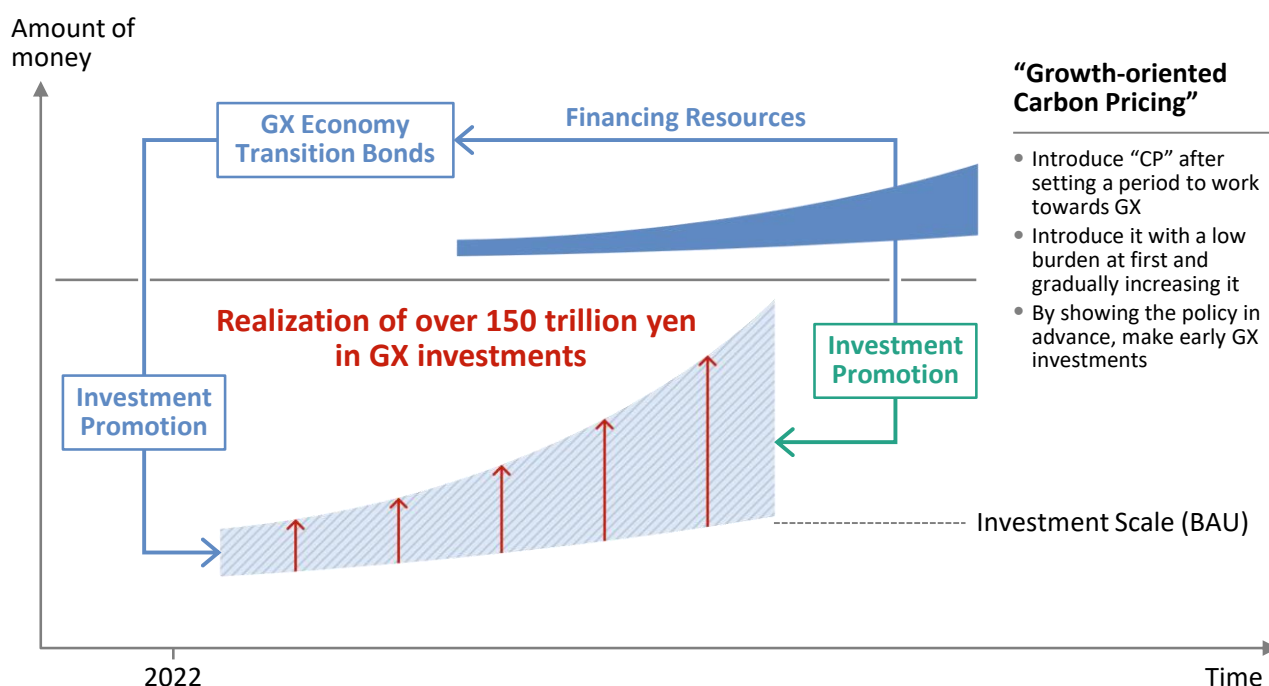 Amount of
money
GX Economy
Transition Bonds
Financing Resources
Realization of over 150 trillion yen
in GX investments
Investment
Promotion
Investment
Promotion
Investment Scale (BAU)
2022
Time
“Growth-oriented
Carbon Pricing”
• Introduce “CP” after
setting a period to work
towards GX
• Introduce it with a low
burden at first and
gradually increasing it
• By showing the policy in
advance, make early GX
investments